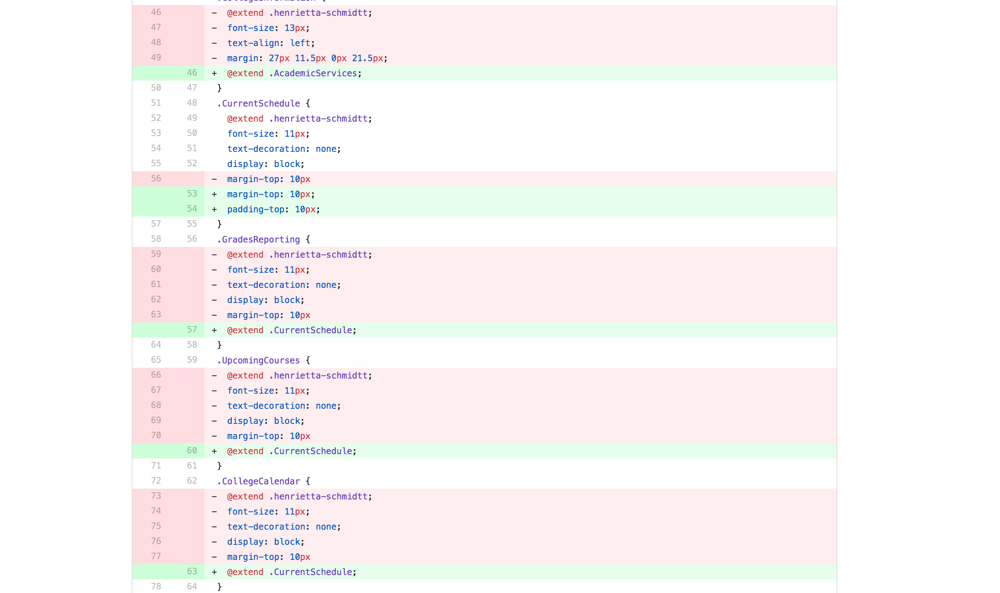 .CollegeInformation {
46 - @extend .henrietta-schmidtt;
47 - font-size: 13px;
48 - text-align: left;
49 - margin: 27px 11.5px 0px 21.5px;
46 + @extend .AcademicServices;
50 47 }
51 48 .CurrentSchedule {
52 49 @extend .henrietta-schmidtt;
53 50 font-size: 11px;
54 51 text-decoration: none;
55 52 display: block;
56 - margin-top: 10px
53 + margin-top: 10px;
54 + padding-top: 10px;
57 55 }
58 56 .GradesReporting {
59 - @extend .henrietta-schmidtt;
60 - font-size: 11px;
61 - text-decoration: none;
62 - display: block;
63 - margin-top: 10px
57 + @extend .CurrentSchedule;
64 58 }
65 59 .UpcomingCourses {
66 - @extend .henrietta-schmidtt;
67 - font-size: 11px;
68 - text-decoration: none;
69 - display: block;
70 - margin-top: 10px
60 + @extend .CurrentSchedule;
71 61 }
72 62 .CollegeCalendar {
73 - @extend .henrietta-schmidtt;
74 - font-size: 11px;
75 - text-decoration: none;
76 - display: block;
77 - margin-top: 10px
63 + @extend .CurrentSchedule;
78 64 }